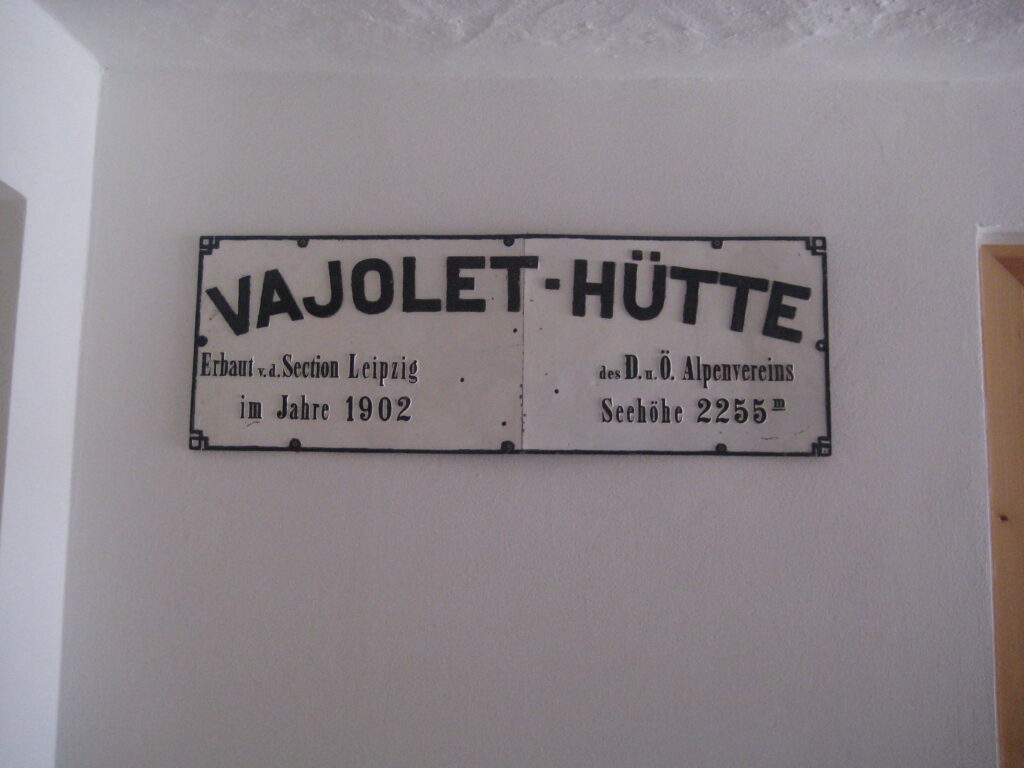 VAJOLET-HÜTTE
Erbaut v.d. Section Leipzig des D. u. Ö. Alpenvereins
im Jahre 1902 Seehöhe 2255 m